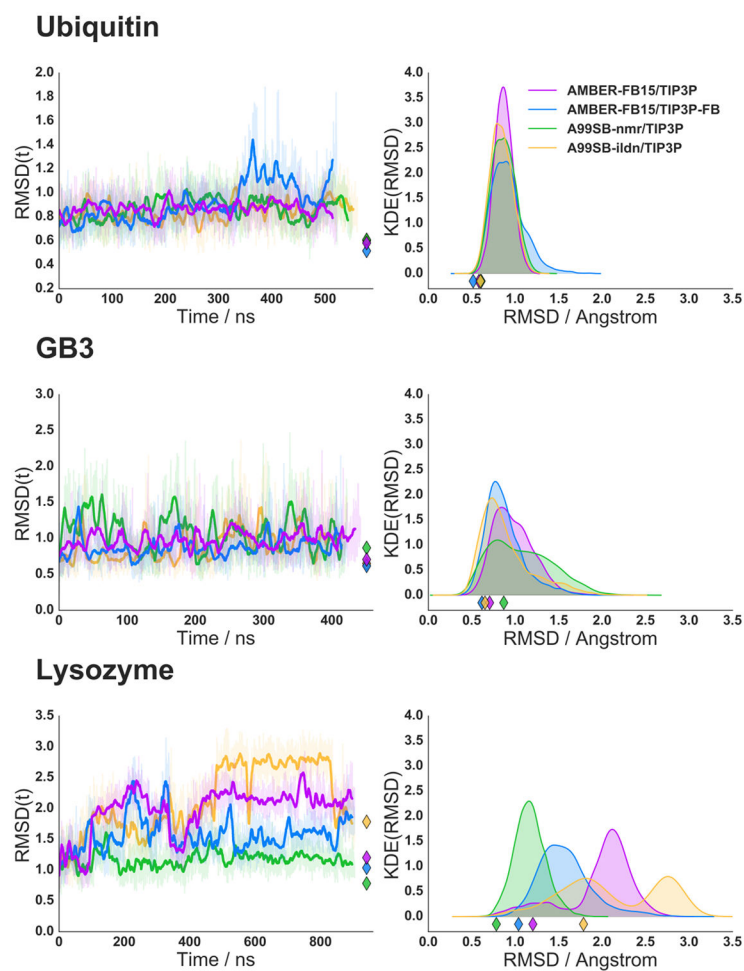 Ubiquitin
RMSD(t)
2.0
1.8
1.6
1.4
1.2
1.0
0.8
0.6
0.4
0.2
0 100 200 300 400 500
Time / ns
KDE(RMSD)
4.0
3.5
3.0
2.5
2.0
1.5
1.0
0.5
0.0
AMBER-FB15/TIP3P
AMBER-FB15/TIP3P-FB
A99SB-nmr/TIP3P
A99SB-ildn/TIP3P
0.0 0.5 1.0 1.5 2.0 2.5 3.0 3.5
RMSD / Angstrom
GB3
RMSD(t)
3.0
2.5
2.0
1.5
1.0
0.5
0.0
0 100 200 300 400
Time / ns
KDE(RMSD)
4.0
3.5
3.0
2.5
2.0
1.5
1.0
0.5
0.0
0.0 0.5 1.0 1.5 2.0 2.5 3.0 3.5
RMSD / Angstrom
Lysozyme
RMSD(t)
3.5
3.0
2.5
2.0
1.5
1.0
0.5
0.0
0 200 400 600 800
Time / ns
KDE(RMSD)
4.0
3.5
3.0
2.5
2.0
1.5
1.0
0.5
0.0
0.0 0.5 1.0 1.5 2.0 2.5 3.0 3.5
RMSD / Angstrom